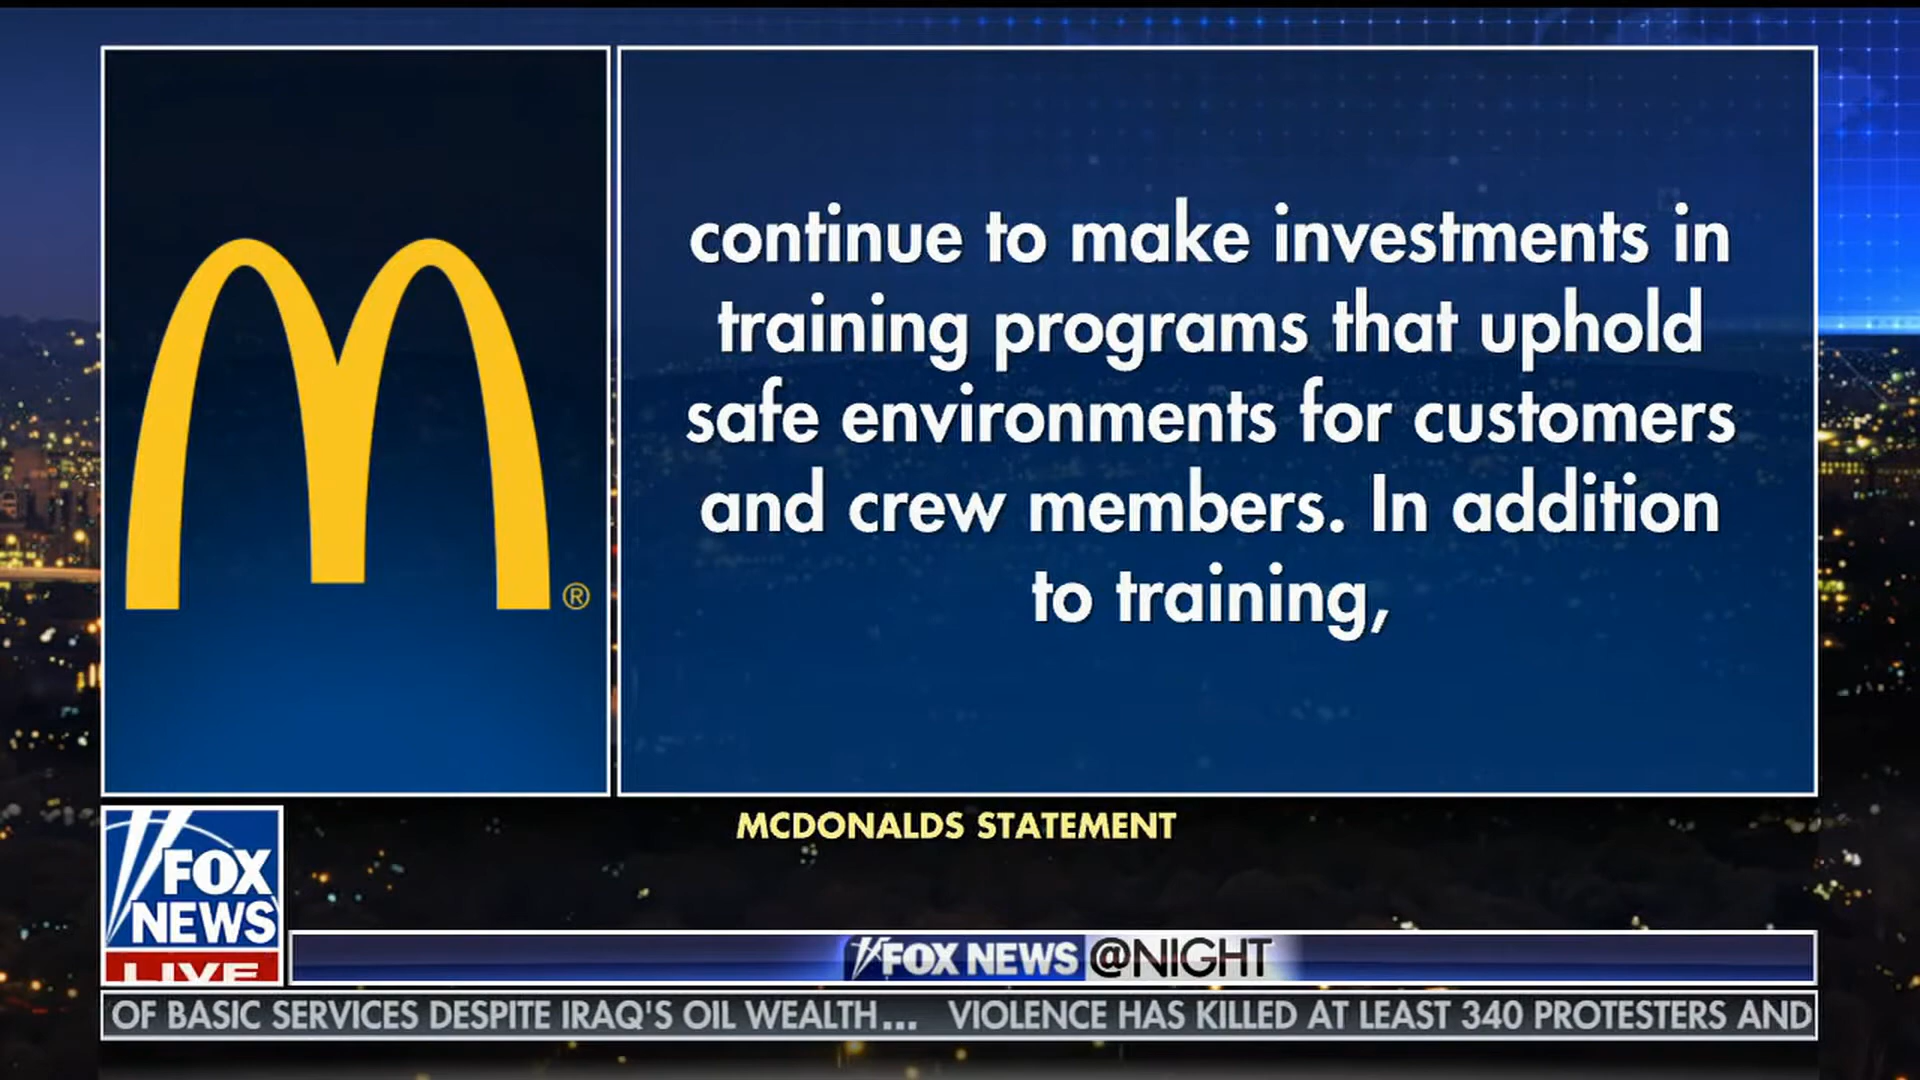 continue to make investments in
training programs that uphold
safe environments for customers
and crew members. In addition
to training,
®
MCDONALDS STATEMENT
FOX
NEWS
LIVE
FOX NEWS @NIGHT
OF BASIC SERVICES DESPITE IRAQ'S OIL WEALTH... VIOLENCE HAS KILLED AT LEAST 340 PROTESTERS AND